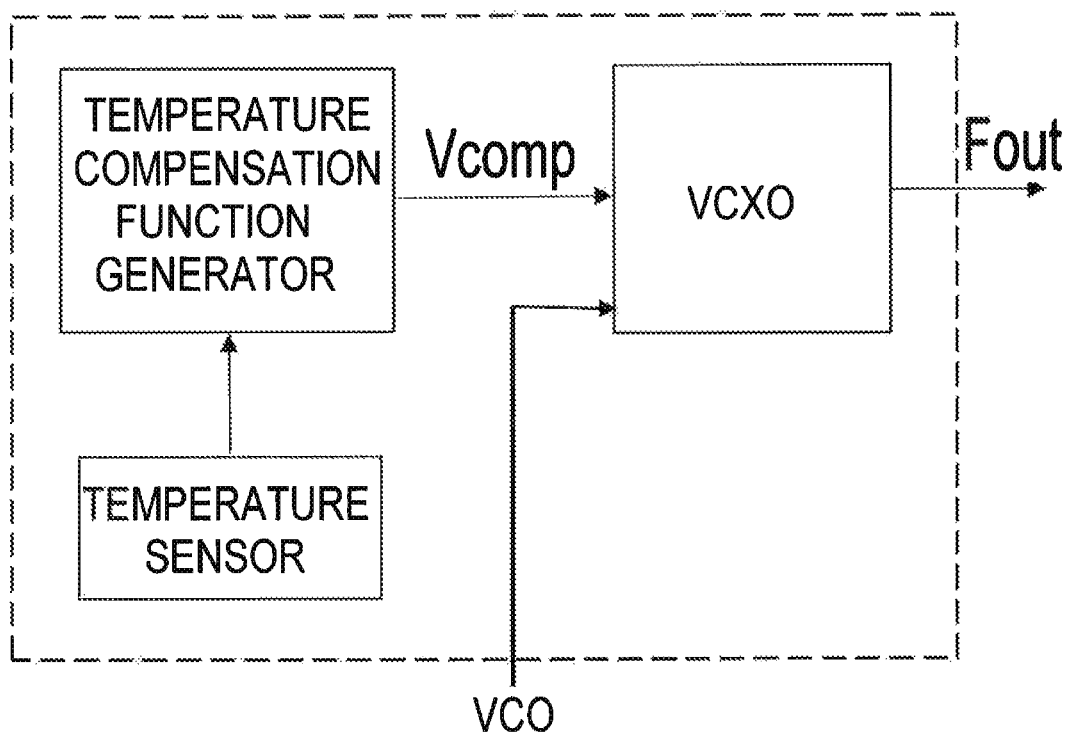 TEMPERATURE
COMPENSATION
FUNCTION
GENERATOR
Vcomp
VCXO
Fout
TEMPERATURE
SENSOR
VCO